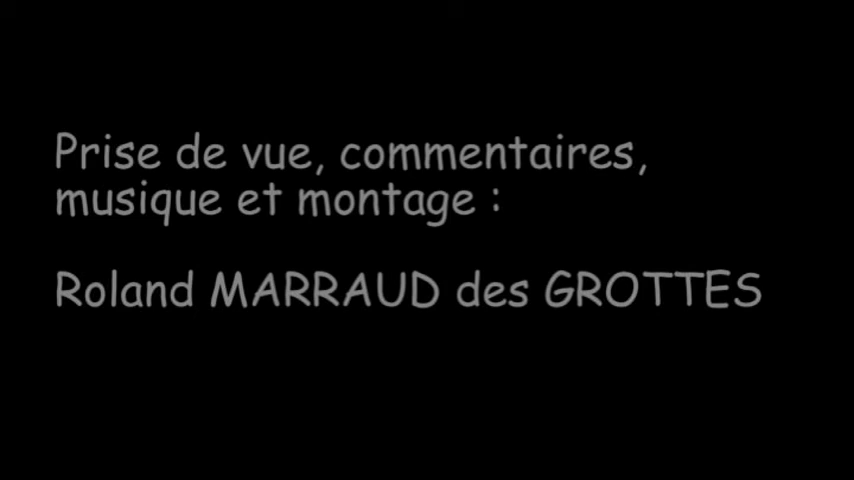 Prise de vue, commentaires,
musique et montage :
Roland MARRAUD des GROTTES